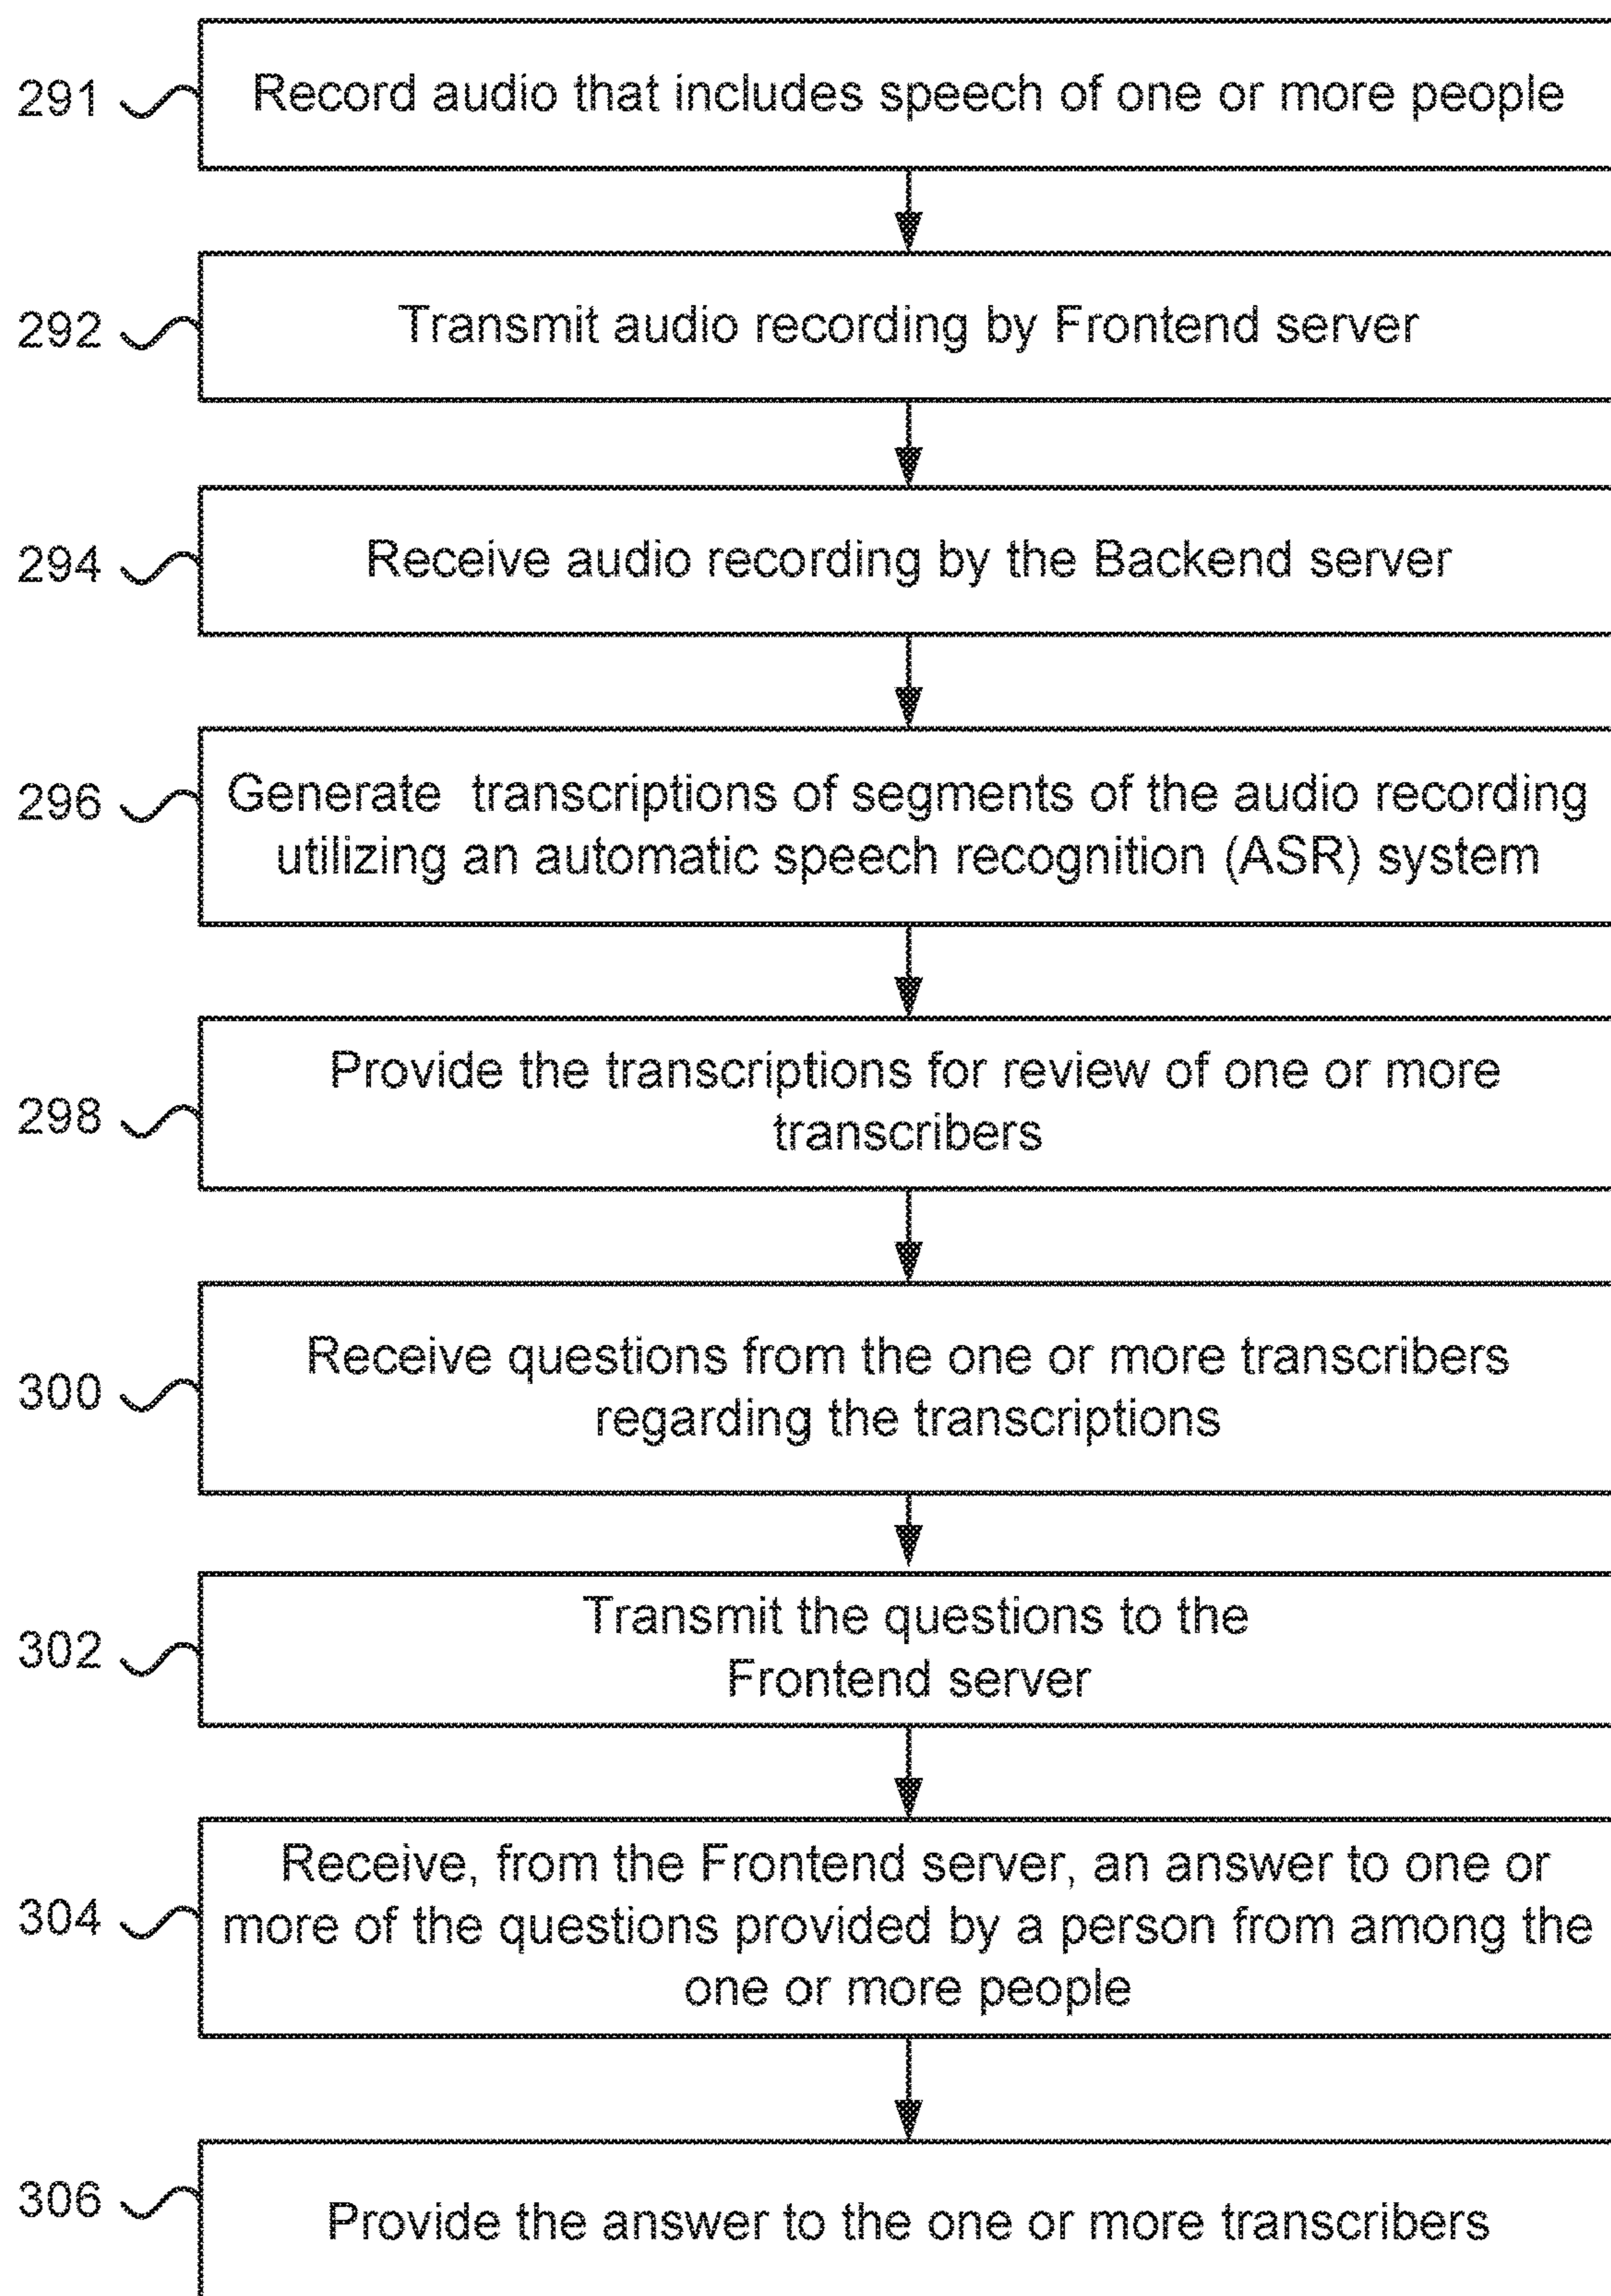 291
Record audio that includes speech of one or more people
292
Transmit audio recording by Frontend server
294
Receive audio recording by the Backend server
296
Generate transcriptions of segments of the audio recording
utilizing an automatic speech recognition (ASR) system
298
Provide the transcriptions for review of one or more
transcribers
300
Receive questions from the one or more transcribers
regarding the transcriptions
302
Transmit the questions to the
Frontend server
304
Receive, from the Frontend server, an answer to one or
more of the questions provided by a person from among the
one or more people
306
Provide the answer to the one or more transcribers